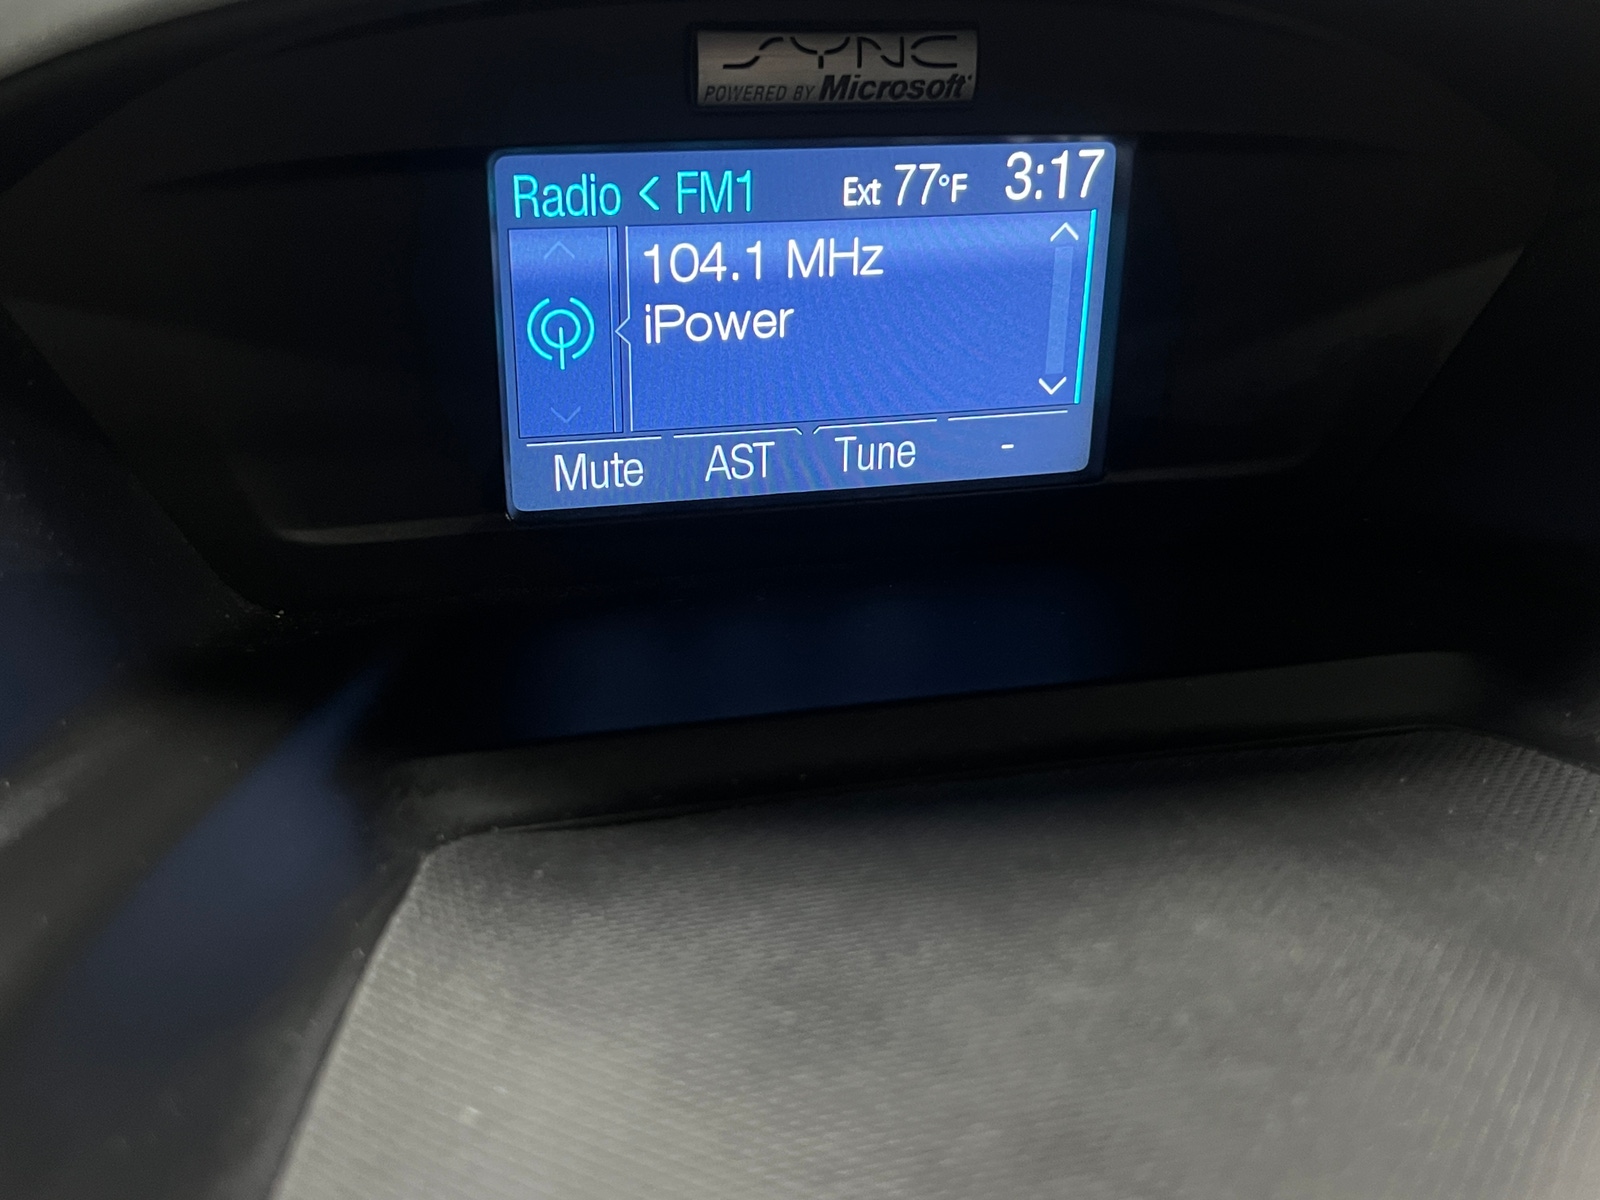 SYNC
POWERED BY Microsoft
Radio < FM1 Ext 77°F 3:17
104.1 MHz
iPower
Mute AST Tune -